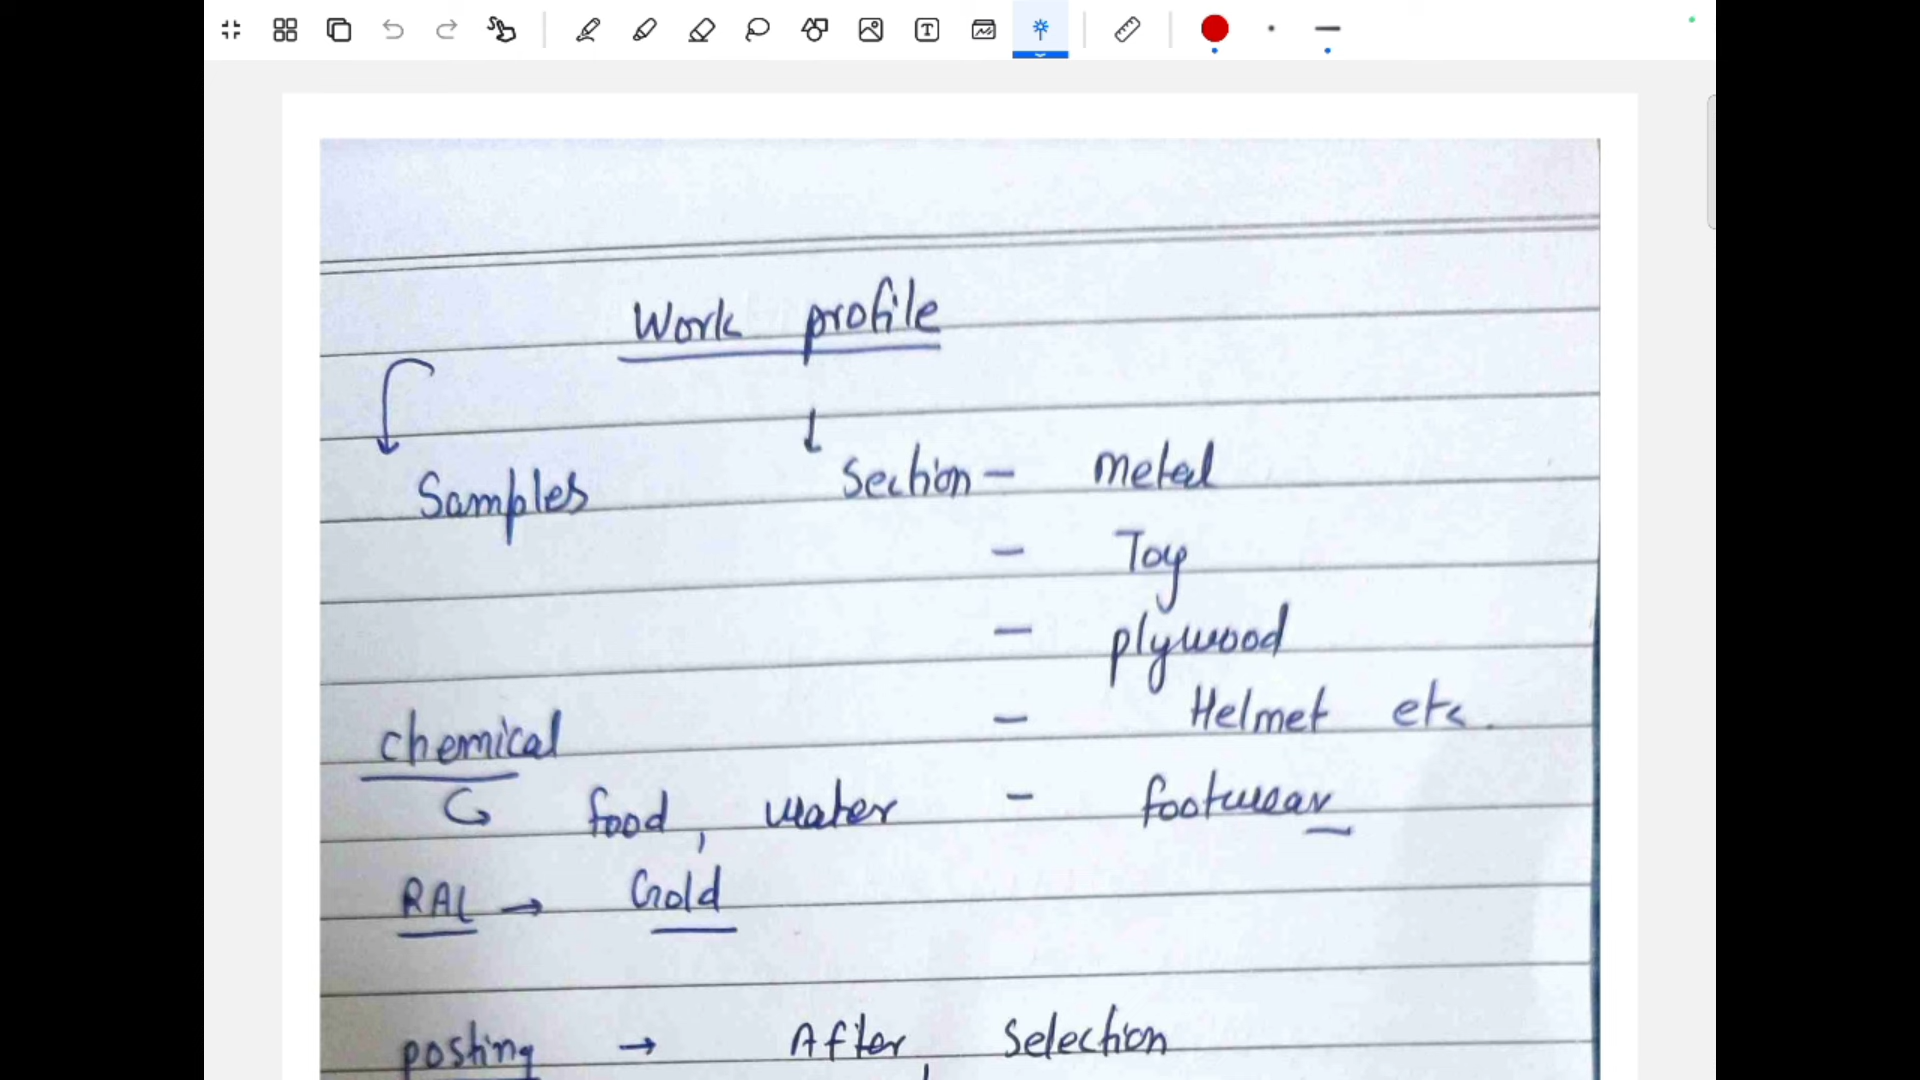 Work profile
Samples
Section - metal
- Toy
- plywood
chemical
- Helmet etc.
food, water - footwear
RAL → Gold
posting → After selection